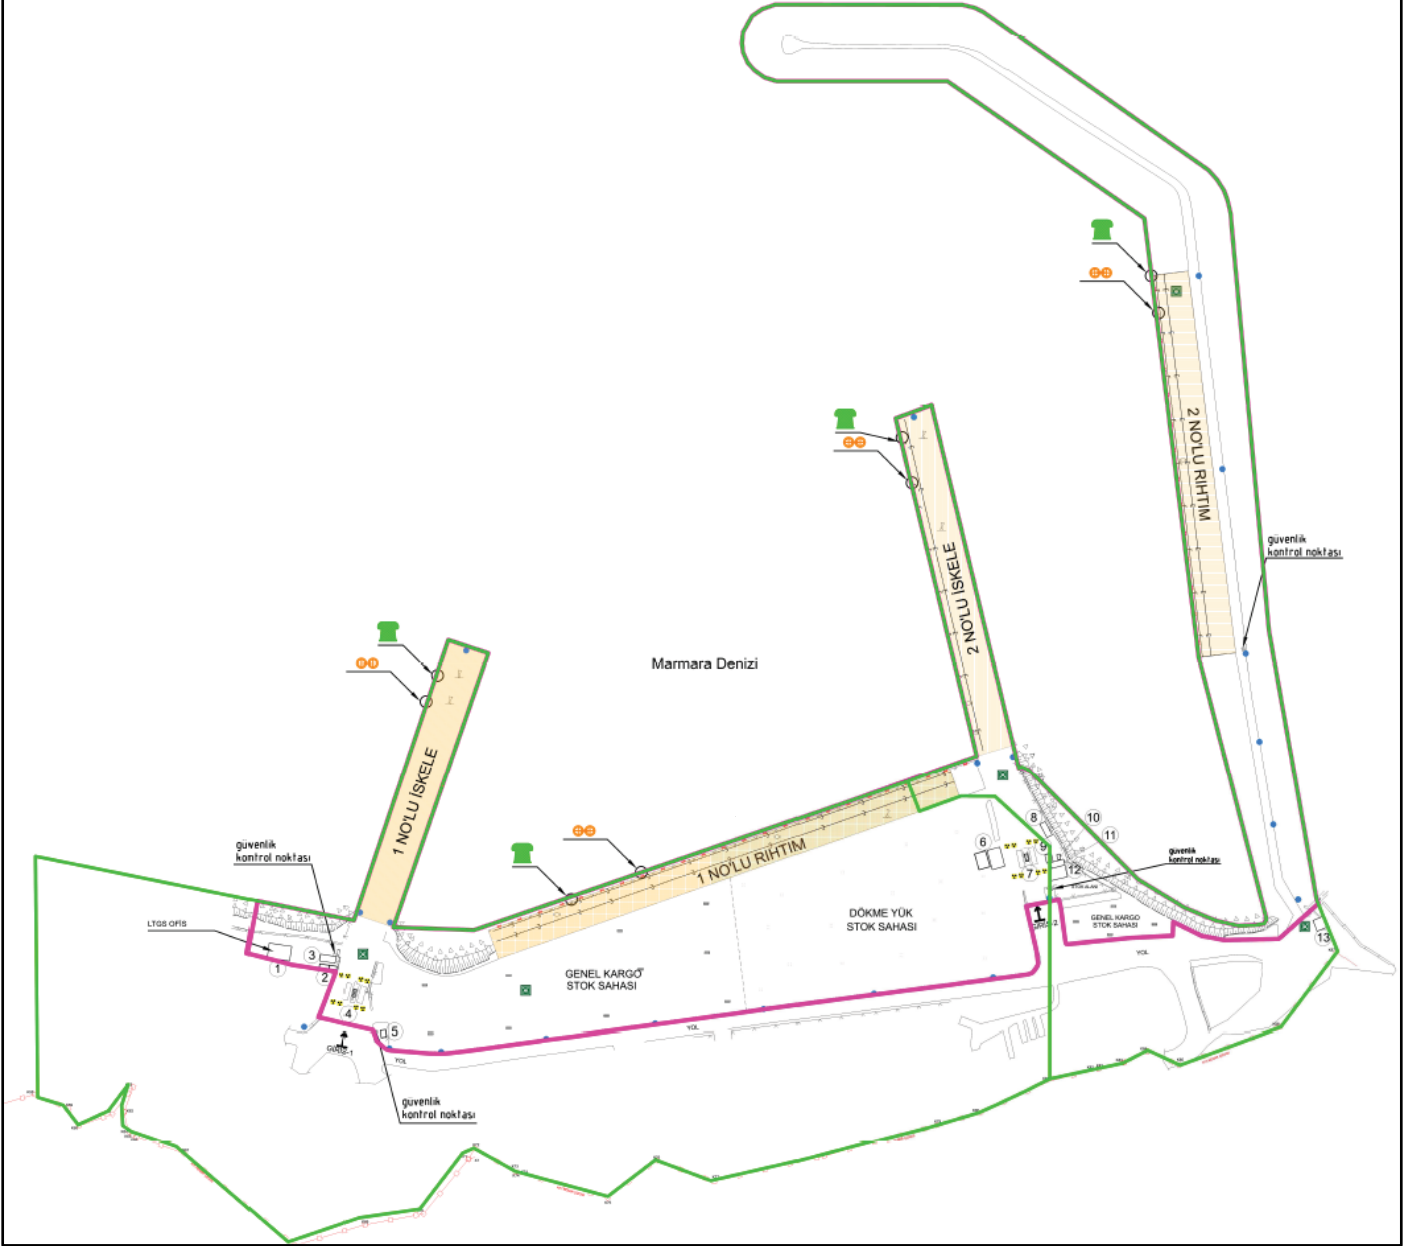 2 NO'LU RIHTIM
güvenlik
kontrol noktası
2 NO'LU İSKELE
Marmara Denizi
1 NO'LU İSKELE
1 NO'LU RIHTIM
güvenlik
kontrol noktası
LTGS OFİS
1
2
3
4
5
6
7
8
9
10
11
12
13
güvenlik
kontrol noktası
DÖKME YÜK
STOK SAHASI
GENEL KARGO
STOK SAHASI
GENEL KARGO
STOK SAHASI
YOL
YOL
YOL
güvenlik
kontrol noktası